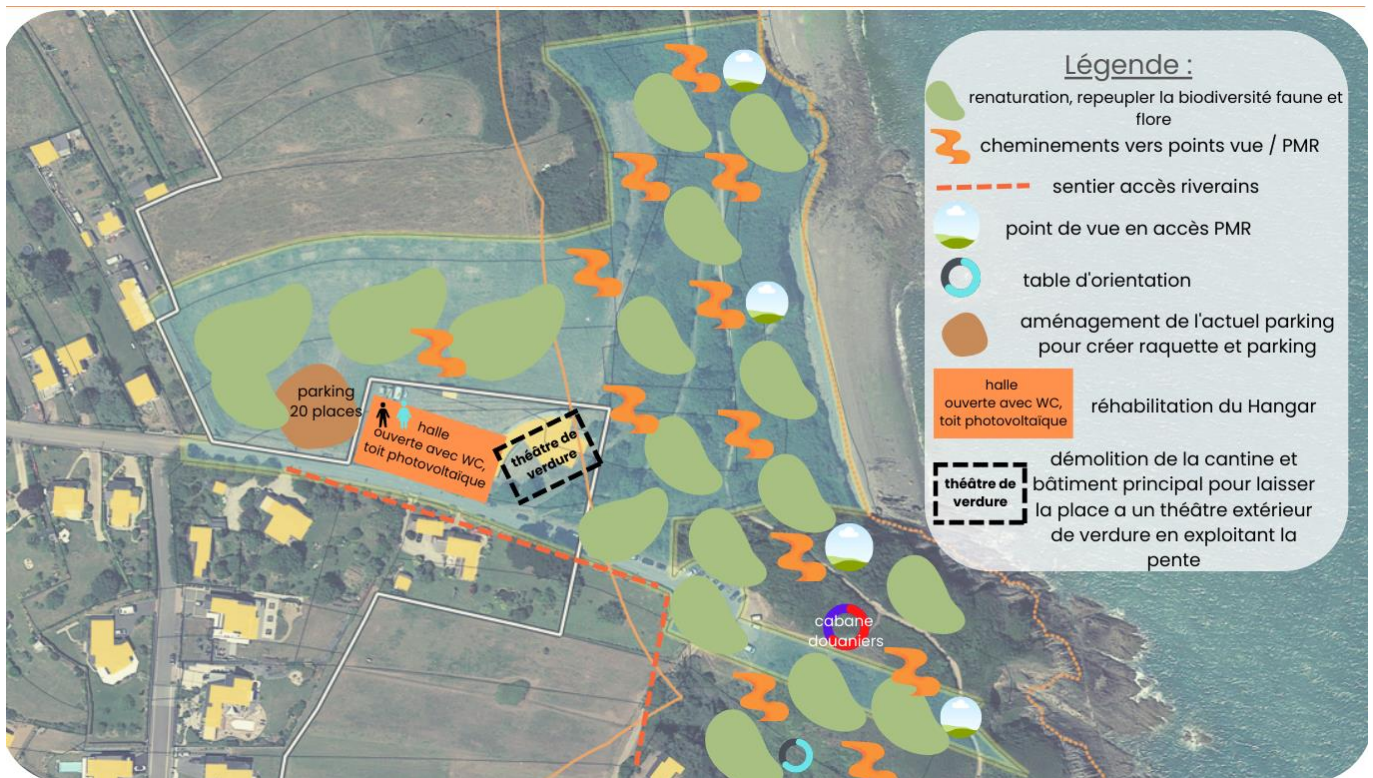 Légende :
renaturation, repeupler la biodiversité faune et
flore
cheminements vers points vue / PMR
sentier accès riverains
point de vue en accès PMR
table d'orientation
aménagement de l'actuel parking
pour créer raquette et parking
halle
ouverte avec WC,
toit photovoltaïque
réhabilitation du Hangar
théâtre de
verdure
démolition de la cantine et
bâtiment principal pour laisser
la place a un théâtre extérieur
de verdure en exploitant la
pente
parking
20 places
halle
ouverte avec WC,
toit photovoltaïque
théâtre de
verdure
cabane
douaniers